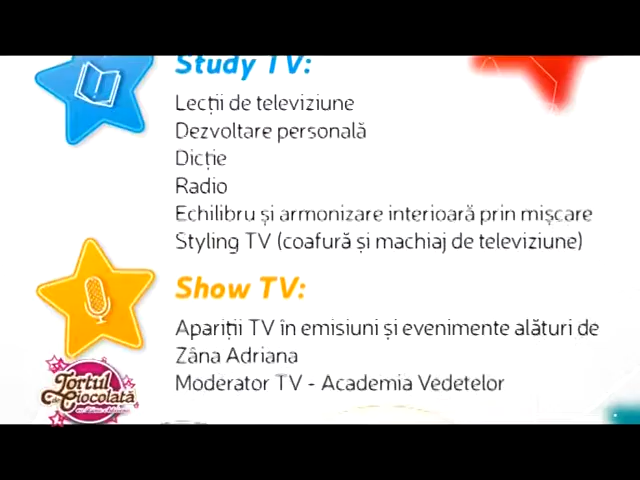 Study TV:
Lecții de televiziune
Dezvoltare personală
Dicție
Radio
Echilibru și armonizare interioară prin mișcare
Styling TV (coafură și machiaj de televiziune)
Show TV:
Apariții TV în emisiuni și evenimente alături de
Zâna Adriana
Moderator TV - Academia Vedetelor
Tortul
de Ciocolată